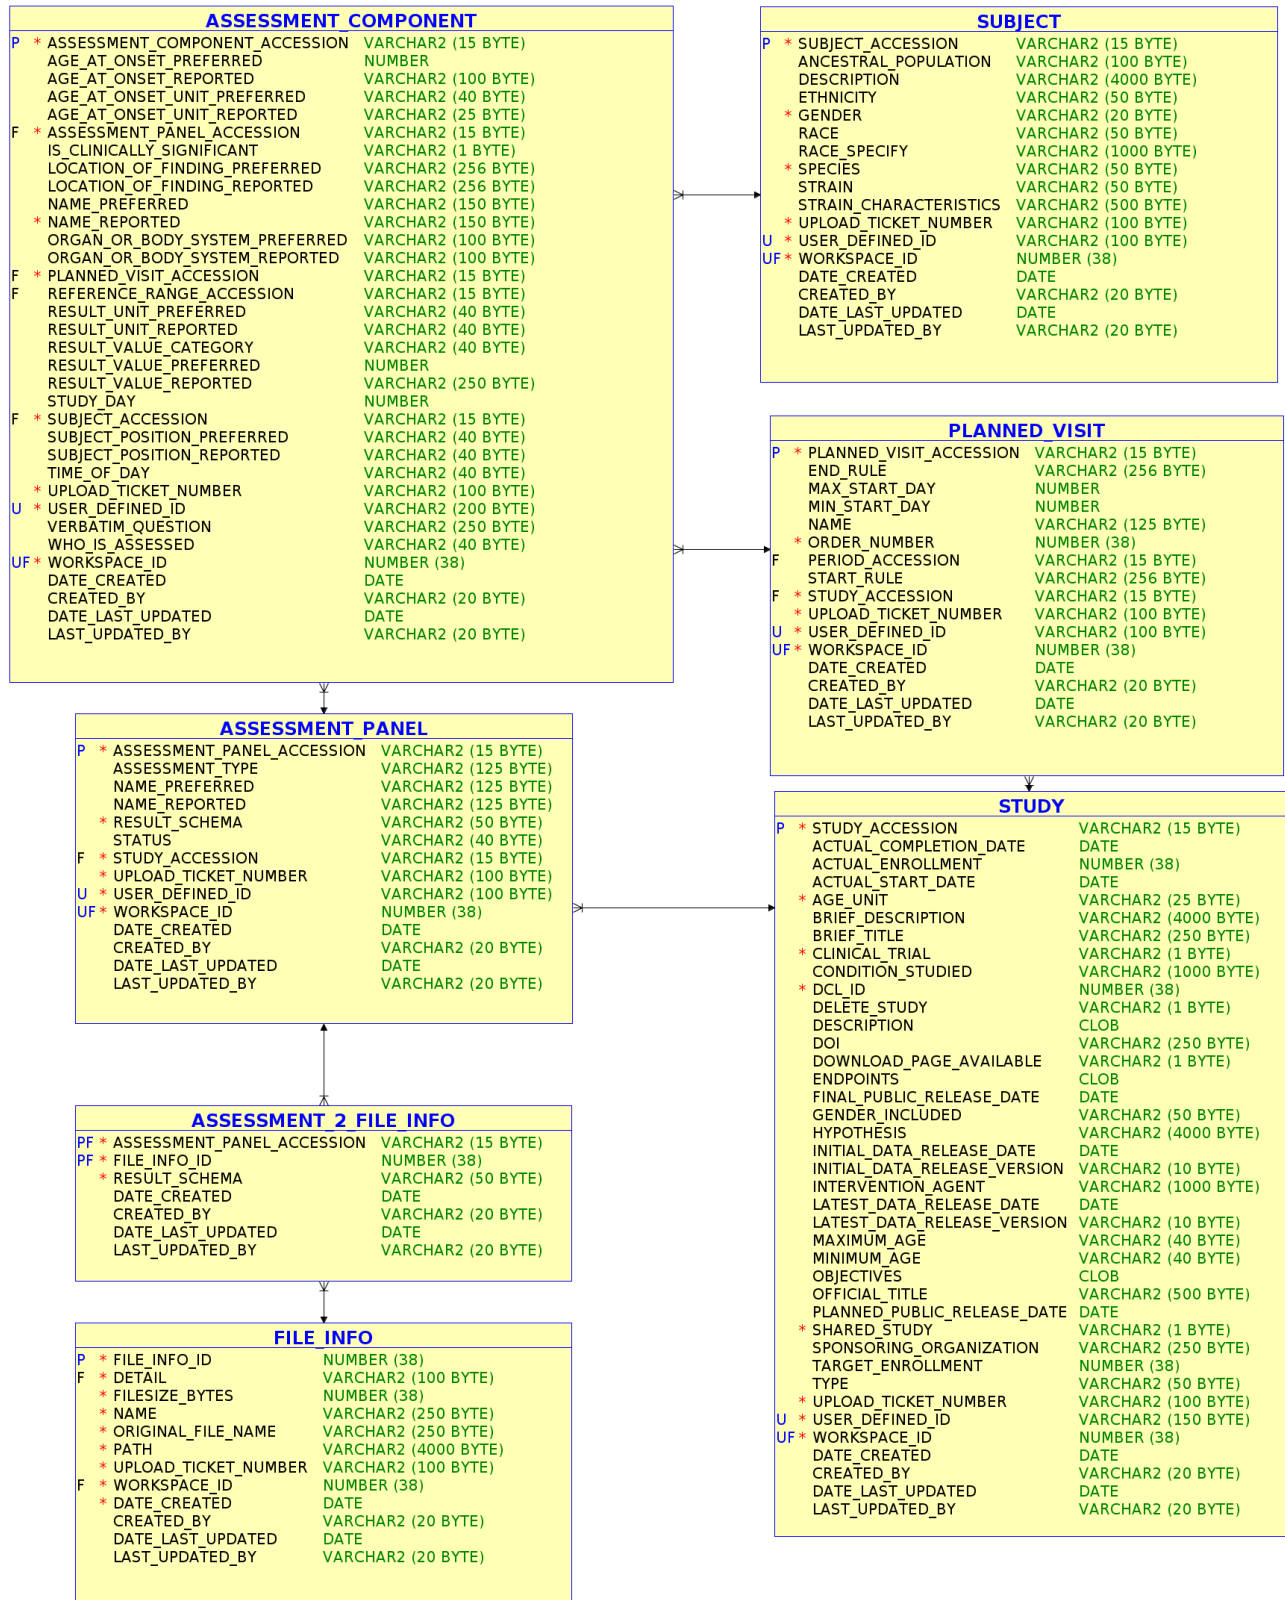 ASSESSMENT_COMPONENT
P * ASSESSMENT_COMPONENT_ACCESSION VARCHAR2 (15 BYTE)
AGE_AT_ONSET_PREFERRED NUMBER
AGE_AT_ONSET_REPORTED VARCHAR2 (100 BYTE)
AGE_AT_ONSET_UNIT_PREFERRED VARCHAR2 (40 BYTE)
AGE_AT_ONSET_UNIT_REPORTED VARCHAR2 (25 BYTE)
F * ASSESSMENT_PANEL_ACCESSION VARCHAR2 (15 BYTE)
IS_CLINICALLY_SIGNIFICANT VARCHAR2 (1 BYTE)
LOCATION_OF_FINDING_PREFERRED VARCHAR2 (256 BYTE)
LOCATION_OF_FINDING_REPORTED VARCHAR2 (256 BYTE)
NAME_PREFERRED VARCHAR2 (150 BYTE)
* NAME_REPORTED VARCHAR2 (150 BYTE)
ORGAN_OR_BODY_SYSTEM_PREFERRED VARCHAR2 (100 BYTE)
ORGAN_OR_BODY_SYSTEM_REPORTED VARCHAR2 (100 BYTE)
F * PLANNED_VISIT_ACCESSION VARCHAR2 (15 BYTE)
F REFERENCE_RANGE_ACCESSION VARCHAR2 (15 BYTE)
RESULT_UNIT_PREFERRED VARCHAR2 (40 BYTE)
RESULT_UNIT_REPORTED VARCHAR2 (40 BYTE)
RESULT_VALUE_CATEGORY VARCHAR2 (40 BYTE)
RESULT_VALUE_PREFERRED NUMBER
RESULT_VALUE_REPORTED VARCHAR2 (250 BYTE)
STUDY_DAY NUMBER
F * SUBJECT_ACCESSION VARCHAR2 (15 BYTE)
SUBJECT_POSITION_PREFERRED VARCHAR2 (40 BYTE)
SUBJECT_POSITION_REPORTED VARCHAR2 (40 BYTE)
TIME_OF_DAY VARCHAR2 (40 BYTE)
* UPLOAD_TICKET_NUMBER VARCHAR2 (100 BYTE)
U * USER_DEFINED_ID VARCHAR2 (200 BYTE)
VERBATIM_QUESTION VARCHAR2 (250 BYTE)
WHO_IS_ASSESSED VARCHAR2 (40 BYTE)
UF * WORKSPACE_ID NUMBER (38)
DATE_CREATED DATE
CREATED_BY VARCHAR2 (20 BYTE)
DATE_LAST_UPDATED DATE
LAST_UPDATED_BY VARCHAR2 (20 BYTE)
SUBJECT
P * SUBJECT_ACCESSION VARCHAR2 (15 BYTE)
ANCESTRAL_POPULATION VARCHAR2 (100 BYTE)
DESCRIPTION VARCHAR2 (4000 BYTE)
ETHNICITY VARCHAR2 (50 BYTE)
* GENDER VARCHAR2 (20 BYTE)
RACE VARCHAR2 (50 BYTE)
RACE_SPECIFY VARCHAR2 (1000 BYTE)
* SPECIES VARCHAR2 (50 BYTE)
STRAIN VARCHAR2 (50 BYTE)
STRAIN_CHARACTERISTICS VARCHAR2 (500 BYTE)
* UPLOAD_TICKET_NUMBER VARCHAR2 (100 BYTE)
U * USER_DEFINED_ID VARCHAR2 (100 BYTE)
UF * WORKSPACE_ID NUMBER (38)
DATE_CREATED DATE
CREATED_BY VARCHAR2 (20 BYTE)
DATE_LAST_UPDATED DATE
LAST_UPDATED_BY VARCHAR2 (20 BYTE)
PLANNED_VISIT
P * PLANNED_VISIT_ACCESSION VARCHAR2 (15 BYTE)
END_RULE VARCHAR2 (256 BYTE)
MAX_START_DAY NUMBER
MIN_START_DAY NUMBER
NAME VARCHAR2 (125 BYTE)
* ORDER_NUMBER NUMBER (38)
F PERIOD_ACCESSION VARCHAR2 (15 BYTE)
START_RULE VARCHAR2 (256 BYTE)
F * STUDY_ACCESSION VARCHAR2 (15 BYTE)
* UPLOAD_TICKET_NUMBER VARCHAR2 (100 BYTE)
U * USER_DEFINED_ID VARCHAR2 (100 BYTE)
UF * WORKSPACE_ID NUMBER (38)
DATE_CREATED DATE
CREATED_BY VARCHAR2 (20 BYTE)
DATE_LAST_UPDATED DATE
LAST_UPDATED_BY VARCHAR2 (20 BYTE)
ASSESSMENT_PANEL
P * ASSESSMENT_PANEL_ACCESSION VARCHAR2 (15 BYTE)
ASSESSMENT_TYPE VARCHAR2 (125 BYTE)
NAME_PREFERRED VARCHAR2 (125 BYTE)
NAME_REPORTED VARCHAR2 (125 BYTE)
* RESULT_SCHEMA VARCHAR2 (50 BYTE)
STATUS VARCHAR2 (40 BYTE)
F * STUDY_ACCESSION VARCHAR2 (15 BYTE)
* UPLOAD_TICKET_NUMBER VARCHAR2 (100 BYTE)
U * USER_DEFINED_ID VARCHAR2 (100 BYTE)
UF * WORKSPACE_ID NUMBER (38)
DATE_CREATED DATE
CREATED_BY VARCHAR2 (20 BYTE)
DATE_LAST_UPDATED DATE
LAST_UPDATED_BY VARCHAR2 (20 BYTE)
STUDY
P * STUDY_ACCESSION VARCHAR2 (15 BYTE)
ACTUAL_COMPLETION_DATE DATE
ACTUAL_ENROLLMENT NUMBER (38)
ACTUAL_START_DATE DATE
* AGE_UNIT VARCHAR2 (25 BYTE)
BRIEF_DESCRIPTION VARCHAR2 (4000 BYTE)
BRIEF_TITLE VARCHAR2 (250 BYTE)
* CLINICAL_TRIAL VARCHAR2 (1 BYTE)
CONDITION_STUDIED VARCHAR2 (1000 BYTE)
* DCL_ID NUMBER (38)
DELETE_STUDY VARCHAR2 (1 BYTE)
DESCRIPTION CLOB
DOI VARCHAR2 (250 BYTE)
DOWNLOAD_PAGE_AVAILABLE VARCHAR2 (1 BYTE)
ENDPOINTS CLOB
FINAL_PUBLIC_RELEASE_DATE DATE
GENDER_INCLUDED VARCHAR2 (50 BYTE)
HYPOTHESIS VARCHAR2 (4000 BYTE)
INITIAL_DATA_RELEASE_DATE DATE
INITIAL_DATA_RELEASE_VERSION VARCHAR2 (10 BYTE)
INTERVENTION_AGENT VARCHAR2 (1000 BYTE)
LATEST_DATA_RELEASE_DATE DATE
LATEST_DATA_RELEASE_VERSION VARCHAR2 (10 BYTE)
MAXIMUM_AGE VARCHAR2 (40 BYTE)
MINIMUM_AGE VARCHAR2 (40 BYTE)
OBJECTIVES CLOB
OFFICIAL_TITLE VARCHAR2 (500 BYTE)
PLANNED_PUBLIC_RELEASE_DATE DATE
* SHARED_STUDY VARCHAR2 (1 BYTE)
SPONSORING_ORGANIZATION VARCHAR2 (250 BYTE)
TARGET_ENROLLMENT NUMBER (38)
TYPE VARCHAR2 (50 BYTE)
* UPLOAD_TICKET_NUMBER VARCHAR2 (100 BYTE)
U * USER_DEFINED_ID VARCHAR2 (150 BYTE)
UF * WORKSPACE_ID NUMBER (38)
DATE_CREATED DATE
CREATED_BY VARCHAR2 (20 BYTE)
DATE_LAST_UPDATED DATE
LAST_UPDATED_BY VARCHAR2 (20 BYTE)
ASSESSMENT_2_FILE_INFO
PF * ASSESSMENT_PANEL_ACCESSION VARCHAR2 (15 BYTE)
PF * FILE_INFO_ID NUMBER (38)
* RESULT_SCHEMA VARCHAR2 (50 BYTE)
DATE_CREATED DATE
CREATED_BY VARCHAR2 (20 BYTE)
DATE_LAST_UPDATED DATE
LAST_UPDATED_BY VARCHAR2 (20 BYTE)
FILE_INFO
P * FILE_INFO_ID NUMBER (38)
F * DETAIL VARCHAR2 (100 BYTE)
* FILESIZE_BYTES NUMBER (38)
* NAME VARCHAR2 (250 BYTE)
* ORIGINAL_FILE_NAME VARCHAR2 (250 BYTE)
* PATH VARCHAR2 (4000 BYTE)
* UPLOAD_TICKET_NUMBER VARCHAR2 (100 BYTE)
F * WORKSPACE_ID NUMBER (38)
* DATE_CREATED DATE
CREATED_BY VARCHAR2 (20 BYTE)
DATE_LAST_UPDATED DATE
LAST_UPDATED_BY VARCHAR2 (20 BYTE)